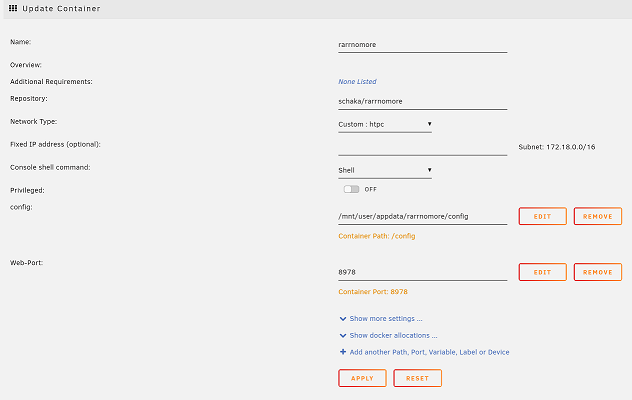 Update Container
Name:
rarrnomore
Overview:
Additional Requirements:
None Listed
Repository:
schaka/rarrnomore
Network Type:
Custom : htpc
Fixed IP address (optional):
Subnet: 172.18.0.0/16
Console shell command:
Shell
Privileged:
OFF
config:
/mnt/user/appdata/rarrnomore/config
EDIT
REMOVE
Container Path: /config
Web-Port:
8978
EDIT
REMOVE
Container Port: 8978
Show more settings ...
Show docker allocations ...
Add another Path, Port, Variable, Label or Device
APPLY
RESET